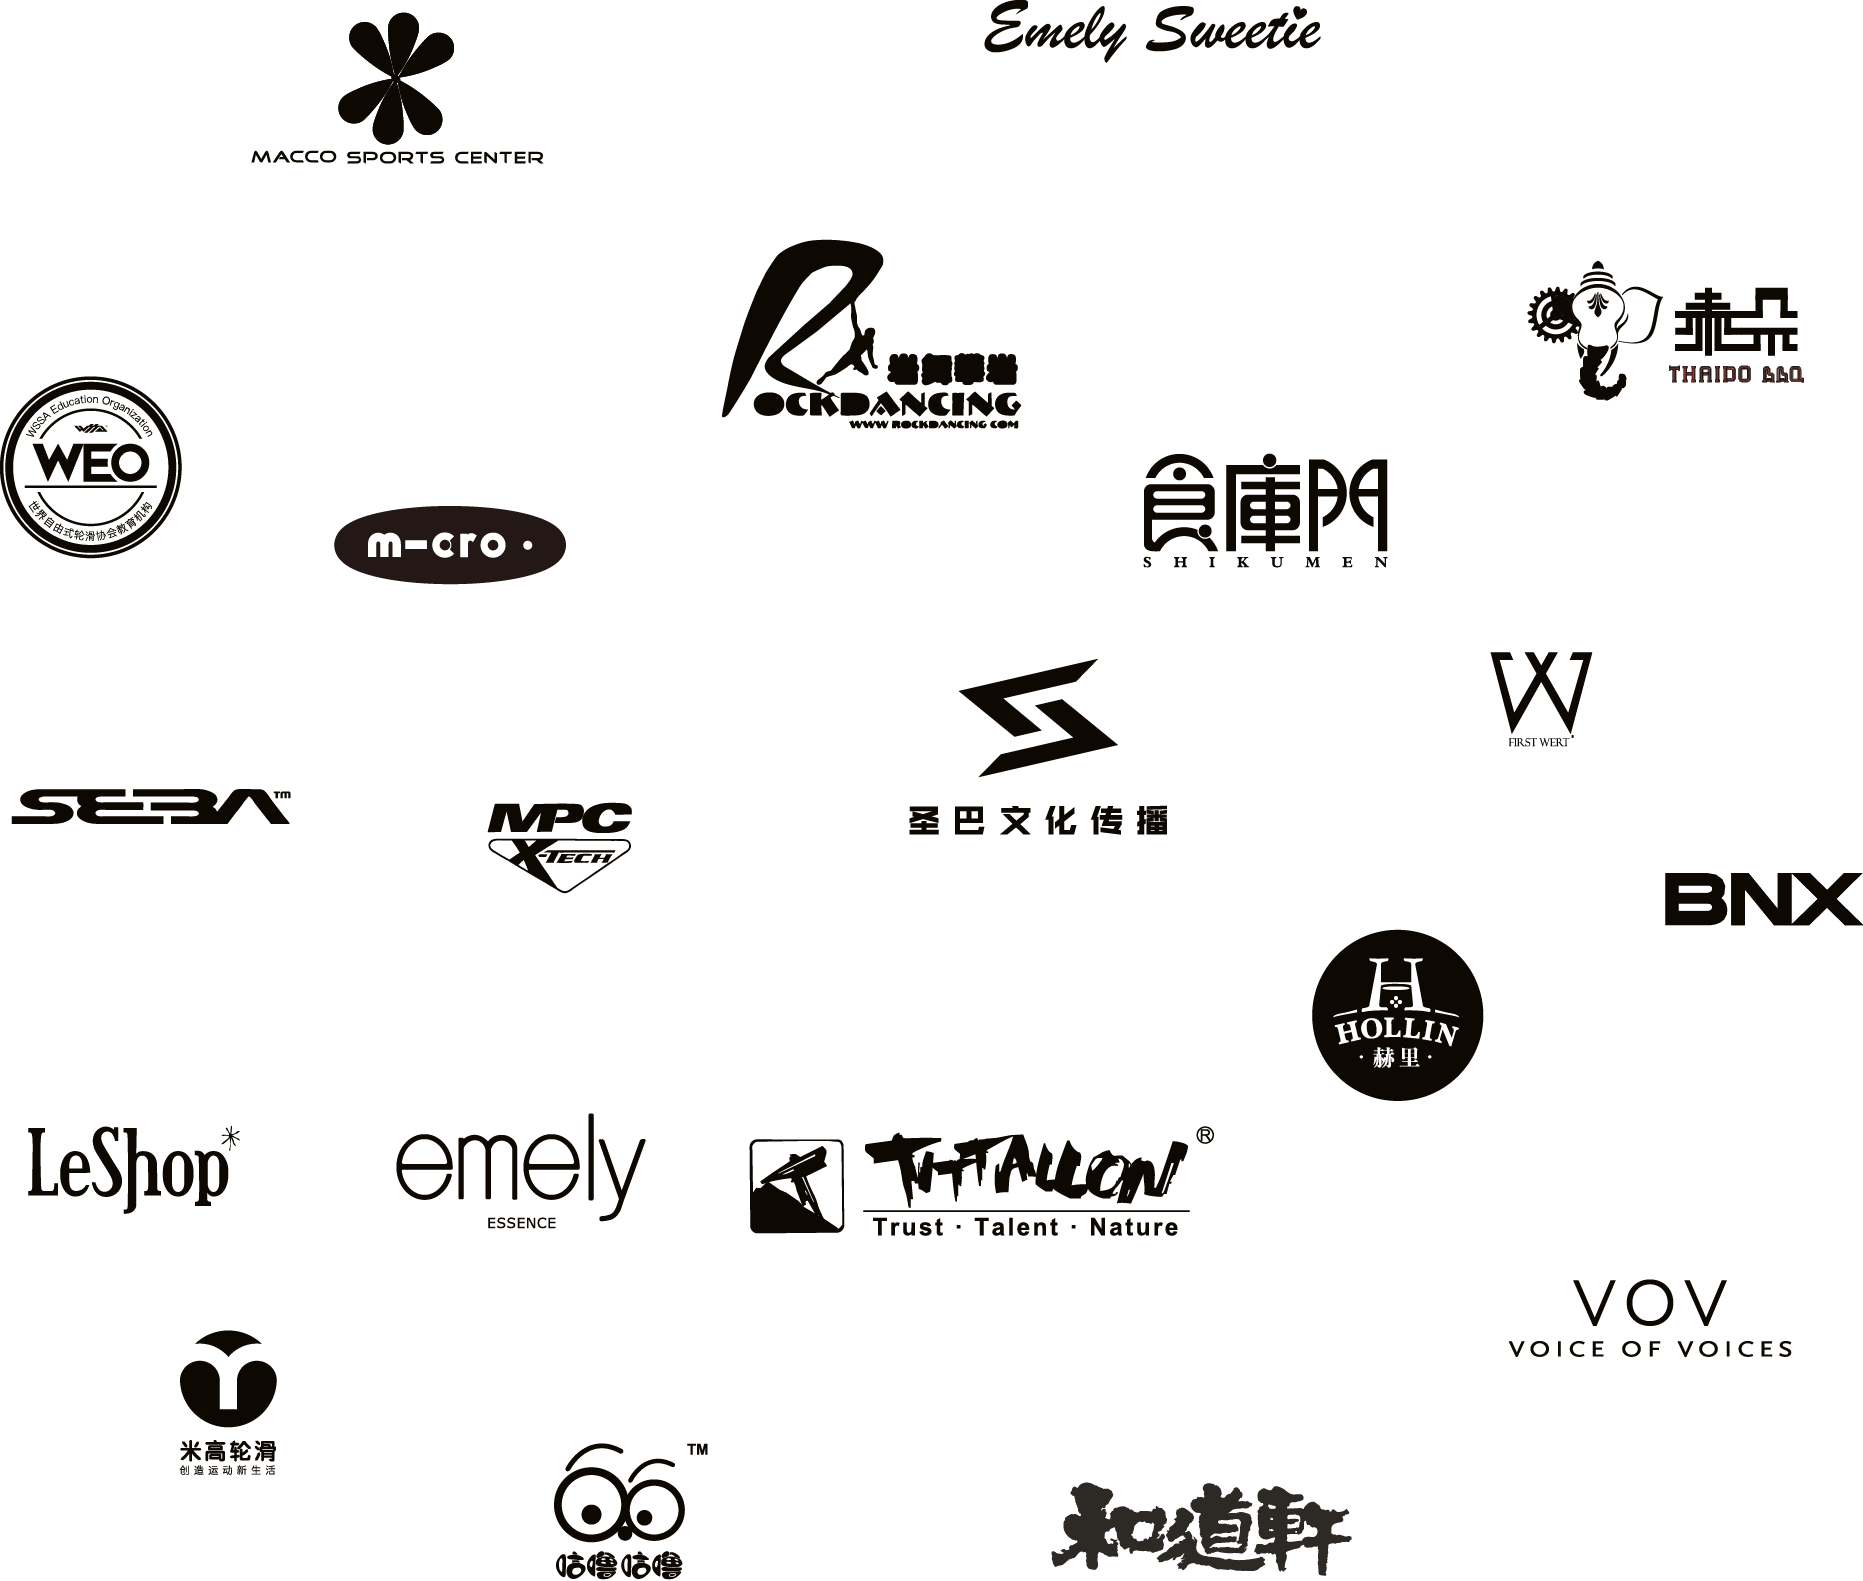 Emely Sweetie
MACCO SPORTS CENTER
岩舞攀岩
ROCKDANCING
WWW ROCKDANCING COM
泰朵
THAIDO BBQ
WSSA Education Organization
WEO
世界自由式轮滑协会教育机构
m-cro
食庫門
SHIKUMEN
圣巴文化传播
W
FIRST WERT
SEBA™
MPC
X-TECH
BNX
H
HOLLIN
·赫里·
LeShop*
emely
ESSENCE
TTTALLON®
Trust · Talent · Nature
VOV
VOICE OF VOICES
米高轮滑
创造运动新生活
TM
咕噜咕噜
和道軒